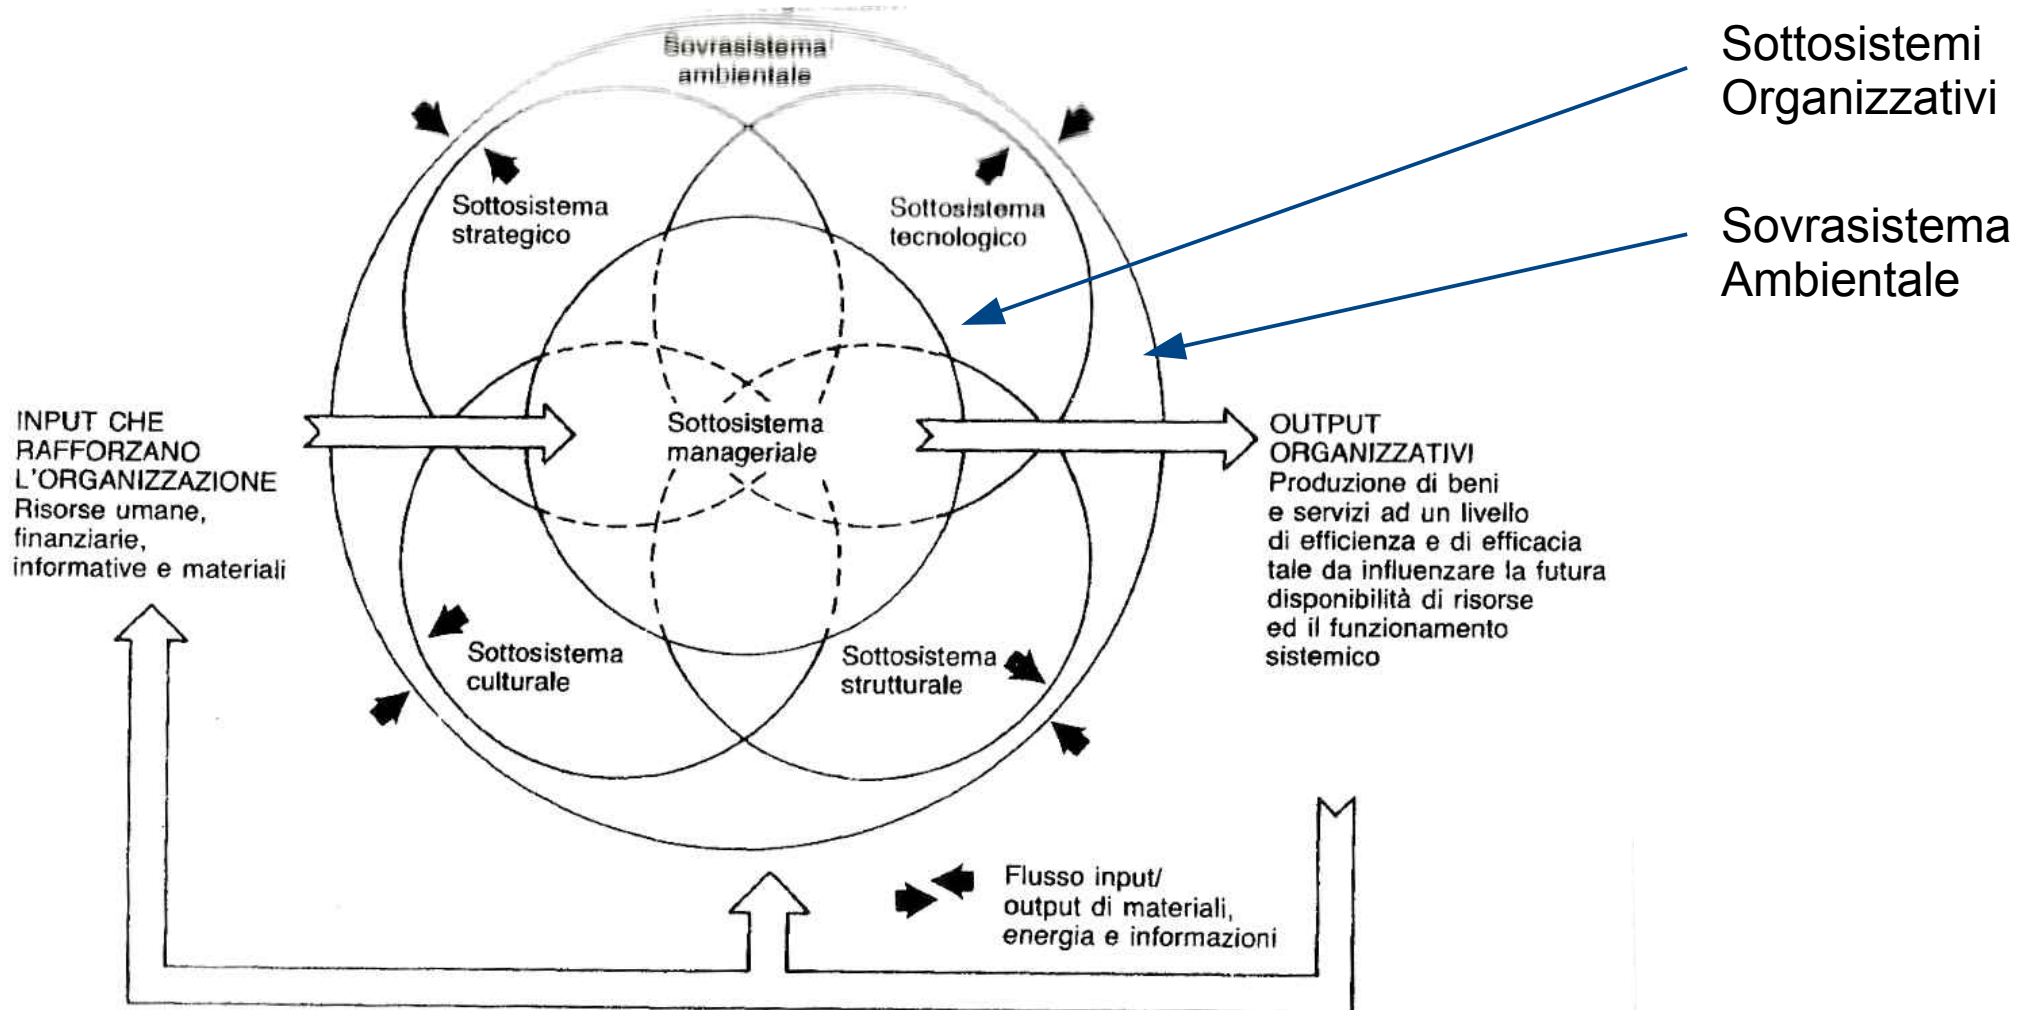 Sovrasistema
ambientale
Sottosistemi
Organizzativi
Sottosistema
strategico
Sottosistema
tecnologico
Sovrasistema
Ambientale
INPUT CHE
RAFFORZANO
L'ORGANIZZAZIONE
Risorse umane,
finanziarie,
informative e materiali
Sottosistema
manageriale
OUTPUT
ORGANIZZATIVI
Produzione di beni
e servizi ad un livello
di efficienza e di efficacia
tale da influenzare la futura
disponibilità di risorse
ed il funzionamento
sistemico
Sottosistema
culturale
Sottosistema
strutturale
Flusso input/
output di materiali,
energia e informazioni